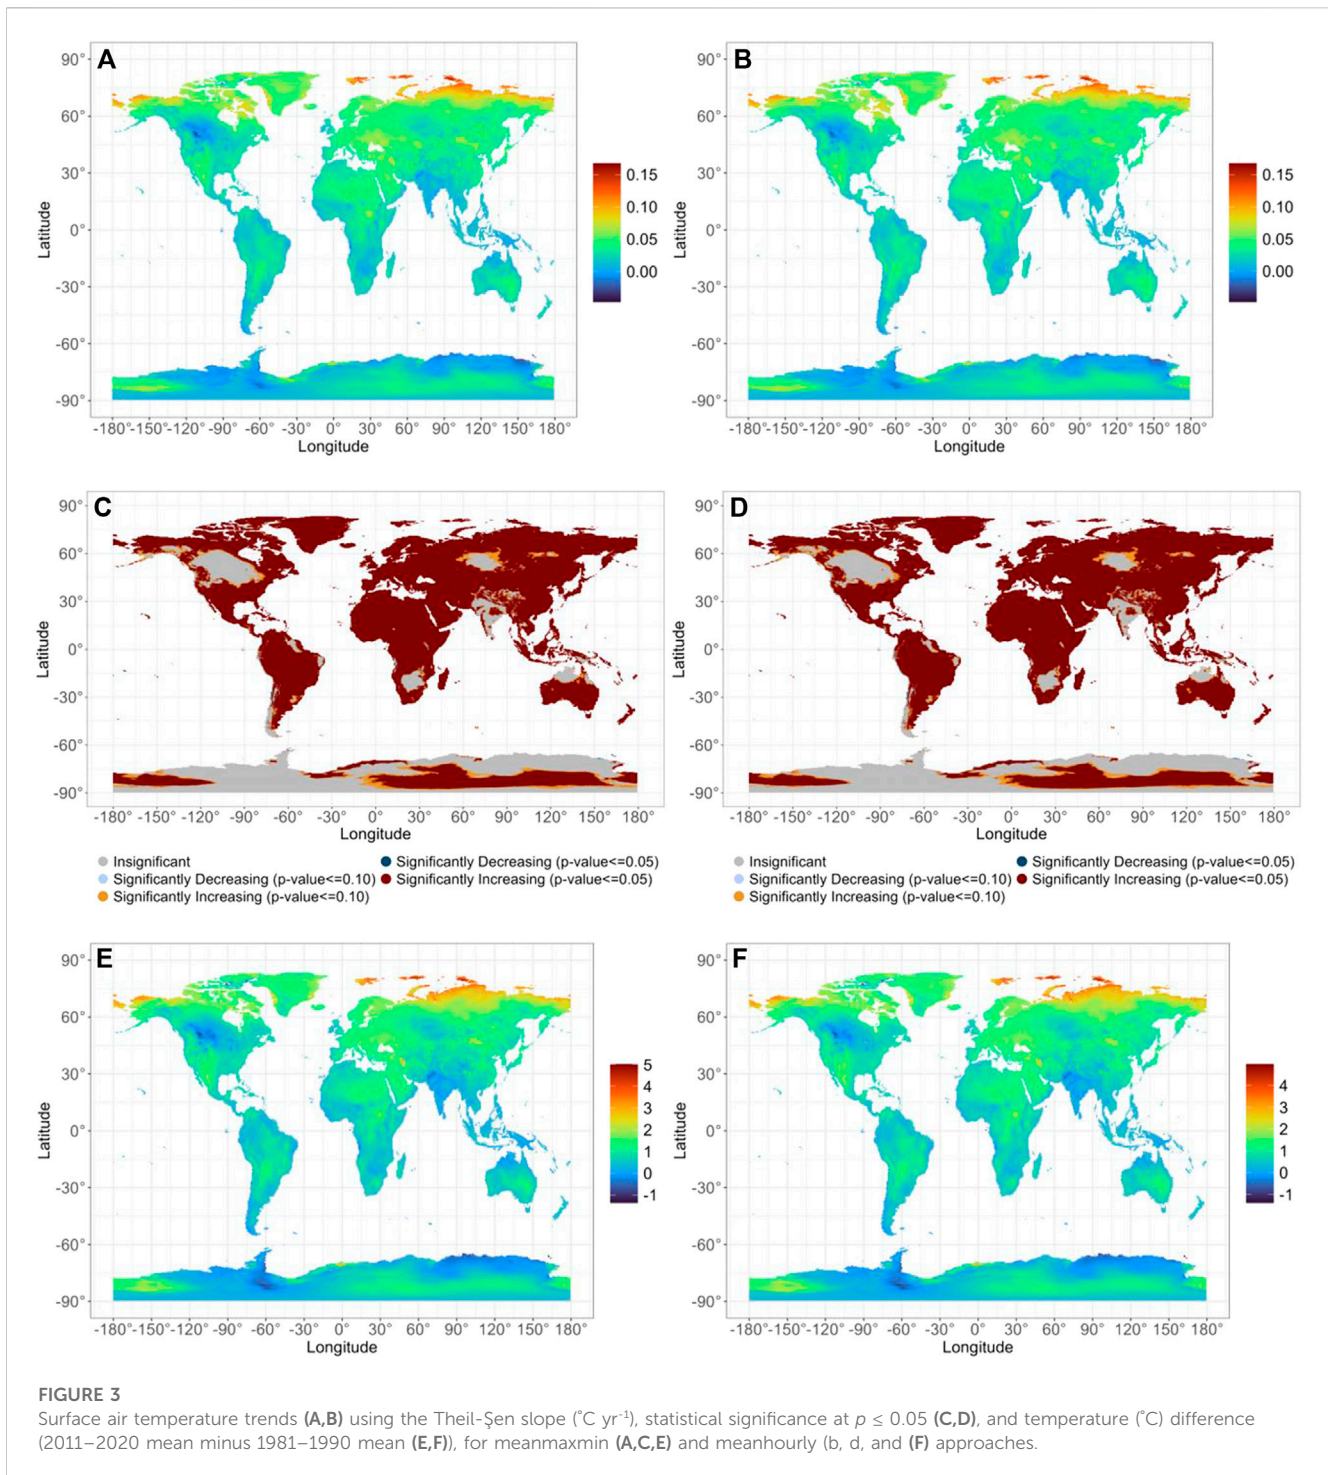 A
90°
60°
30°
0°
-30°
-60°
-90°
Latitude
-180°-150°-120° -90° -60° -30° 0° 30° 60° 90° 120° 150° 180°
Longitude
0.15
0.10
0.05
0.00
B
90°
60°
30°
0°
-30°
-60°
-90°
Latitude
-180°-150°-120° -90° -60° -30° 0° 30° 60° 90° 120° 150° 180°
Longitude
0.15
0.10
0.05
0.00
C
90°
60°
30°
0°
-30°
-60°
-90°
Latitude
-180° -150° -120° -90° -60° -30° 0° 30° 60° 90° 120° 150° 180°
Longitude
Insignificant
Significantly Decreasing (p-value<=0.05)
Significantly Decreasing (p-value<=0.10)
Significantly Increasing (p-value<=0.05)
Significantly Increasing (p-value<=0.10)
D
90°
60°
30°
0°
-30°
-60°
-90°
Latitude
-180° -150° -120° -90° -60° -30° 0° 30° 60° 90° 120° 150° 180°
Longitude
Insignificant
Significantly Decreasing (p-value<=0.05)
Significantly Decreasing (p-value<=0.10)
Significantly Increasing (p-value<=0.05)
Significantly Increasing (p-value<=0.10)
E
90°
60°
30°
0°
-30°
-60°
-90°
Latitude
-180°-150°-120° -90° -60° -30° 0° 30° 60° 90° 120° 150° 180°
Longitude
5
4
3
2
1
0
-1
F
90°
60°
30°
0°
-30°
-60°
-90°
Latitude
-180°-150°-120° -90° -60° -30° 0° 30° 60° 90° 120° 150° 180°
Longitude
4
3
2
1
0
-1
FIGURE 3
Surface air temperature trends (A,B) using the Theil-Şen slope (°C yr⁻¹), statistical significance at p ≤ 0.05 (C,D), and temperature (°C) difference
(2011–2020 mean minus 1981–1990 mean (E,F)), for meanmaxmin (A,C,E) and meanhourly (b, d, and (F) approaches.